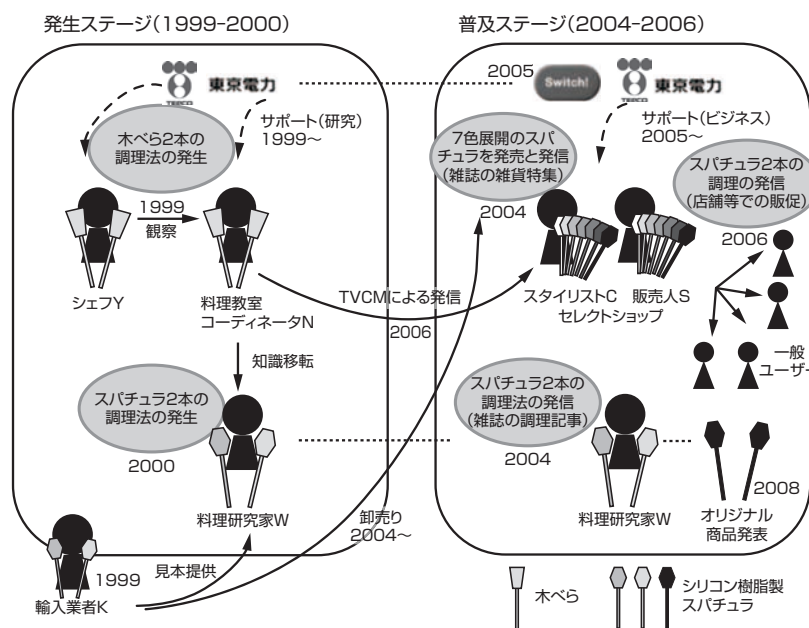 発生ステージ(1999-2000)
東京電力
TEPCO
サポート(研究)
1999～
木べら2本の
調理法の発生
1999
観察
シェフY
料理教室
コーディネータN
知識移転
スパチュラ2本の
調理法の発生
2000
料理研究家W
1999
輸入業者K
見本提供
卸売り
2004～
TVCMによる発信
2006
普及ステージ(2004-2006)
2005
Switch!
東京電力
TEPCO
サポート(ビジネス)
2005～
7色展開のスパ
チュラを発売と発信
(雑誌の雑貨特集)
2004
スパチュラ2本の
調理の発信
(店舗等での販促)
2006
スタイリストC
販売人S
セレクトショップ
一般
ユーザー
スパチュラ2本の
調理法の発信
(雑誌の調理記事)
2004
料理研究家W
2008
オリジナル
商品発表
木べら
シリコン樹脂製
スパチュラ